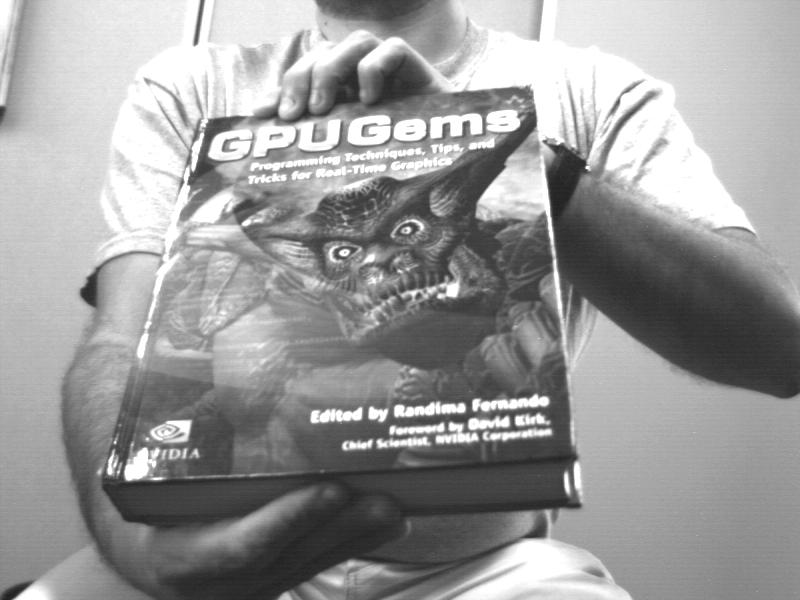 GPU Gems
Programming Techniques, Tips, and
Tricks for Real-Time Graphics
Edited by Randima Fernando
Foreword by David Kirk,
Chief Scientist, NVIDIA Corporation
NVIDIA